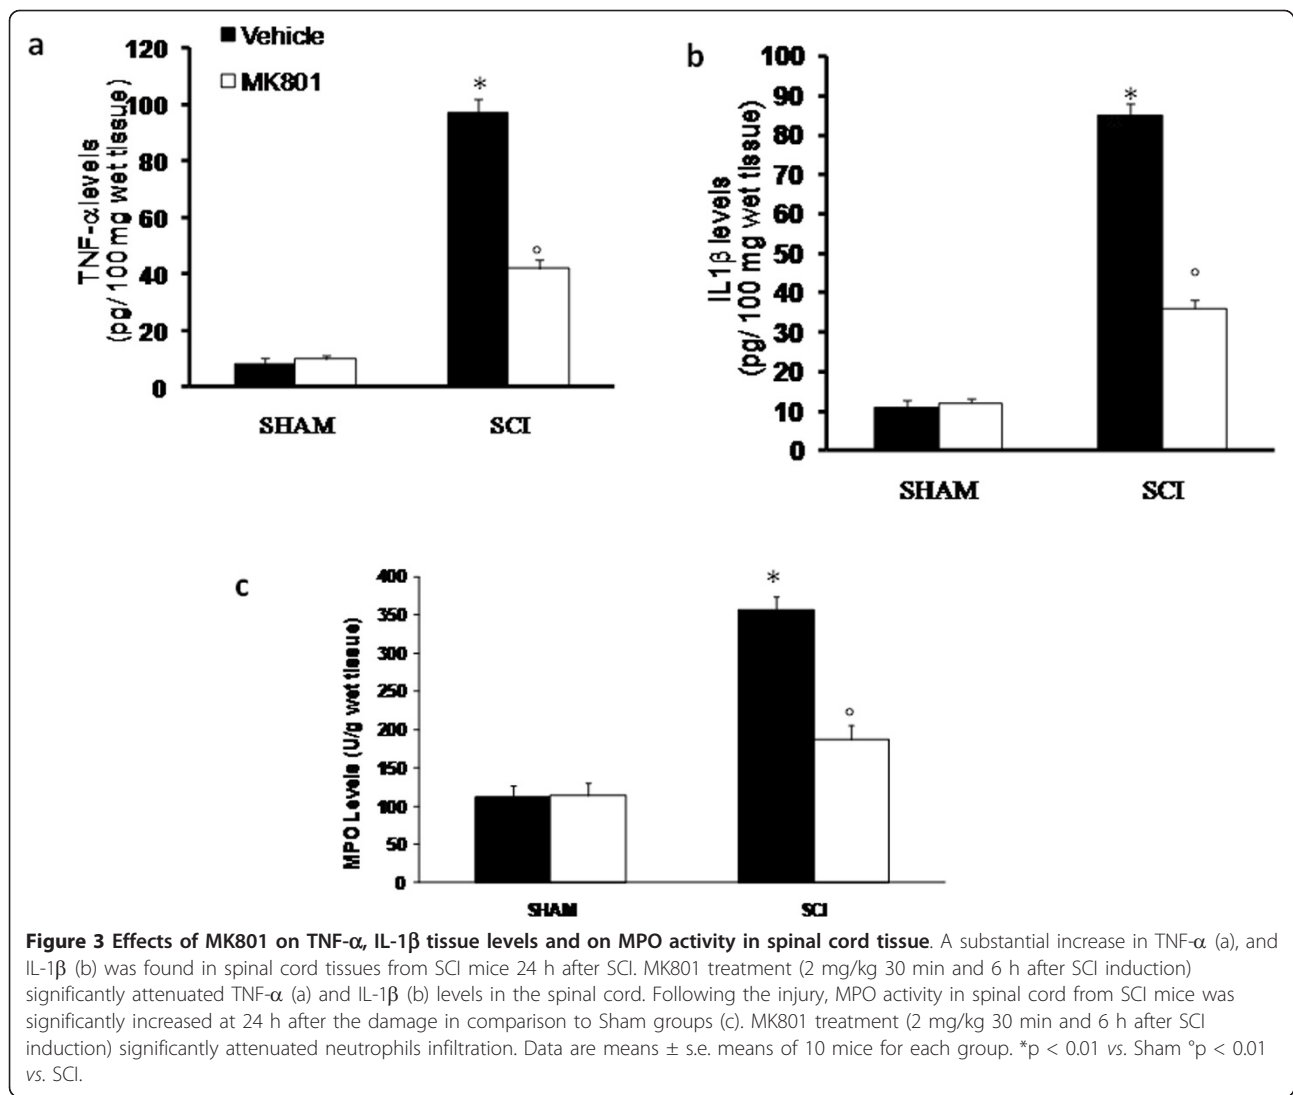 a
Vehicle
MK801
120
100
80
60
40
20
0
TNF-α levels
(pg/ 100 mg wet tissue)
*
°
SHAM SCI
b
100
90
80
70
60
50
40
30
20
10
0
IL1β levels
(pg/ 100 mg wet tissue)
*
°
SHAM SCI
c
400
350
300
250
200
150
100
50
0
MPO Levels (U/g wet tissue)
*
°
SHAM SCI
Figure 3 Effects of MK801 on TNF-α, IL-1β tissue levels and on MPO activity in spinal cord tissue. A substantial increase in TNF-α (a), and
IL-1β (b) was found in spinal cord tissues from SCI mice 24 h after SCI. MK801 treatment (2 mg/kg 30 min and 6 h after SCI induction)
significantly attenuated TNF-α (a) and IL-1β (b) levels in the spinal cord. Following the injury, MPO activity in spinal cord from SCI mice was
significantly increased at 24 h after the damage in comparison to Sham groups (c). MK801 treatment (2 mg/kg 30 min and 6 h after SCI
induction) significantly attenuated neutrophils infiltration. Data are means ± s.e. means of 10 mice for each group. *p < 0.01 vs. Sham °p < 0.01
vs. SCI.